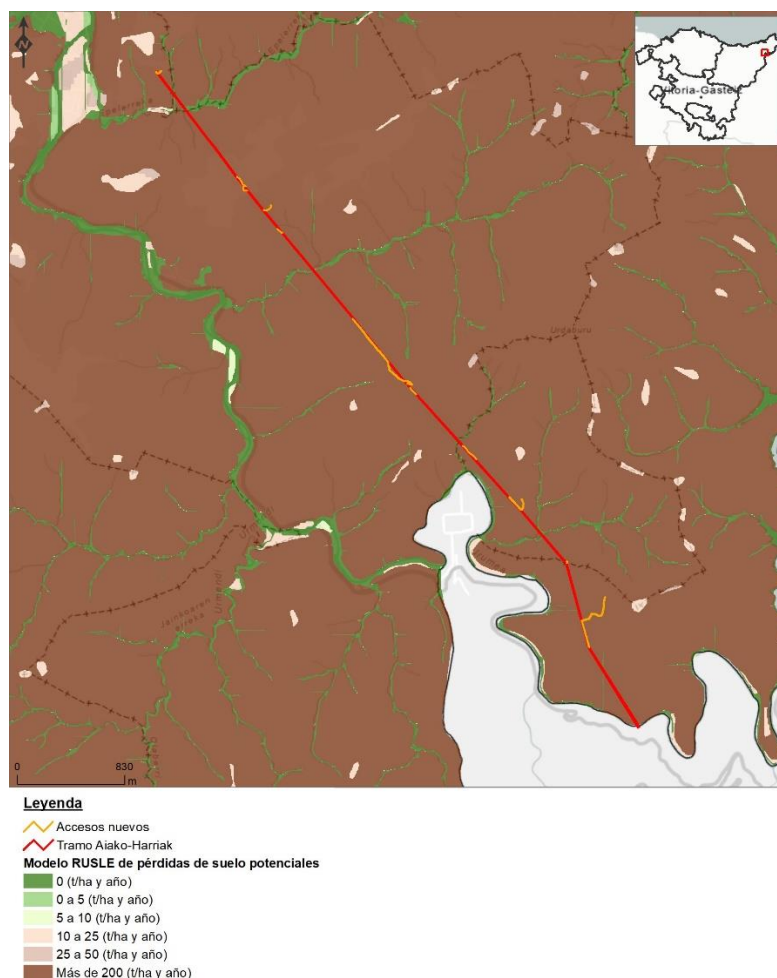 N
Vitoria-Gasteiz
Urdaburu
0
830
m
Leyenda
Accesos nuevos
Tramo Aiako-Harriak
Modelo RUSLE de pérdidas de suelo potenciales
0 (t/ha y año)
0 a 5 (t/ha y año)
5 a 10 (t/ha y año)
10 a 25 (t/ha y año)
25 a 50 (t/ha y año)
Más de 200 (t/ha y año)